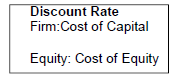 Discount Rate
Firm:Cost of Capital
Equity: Cost of Equity